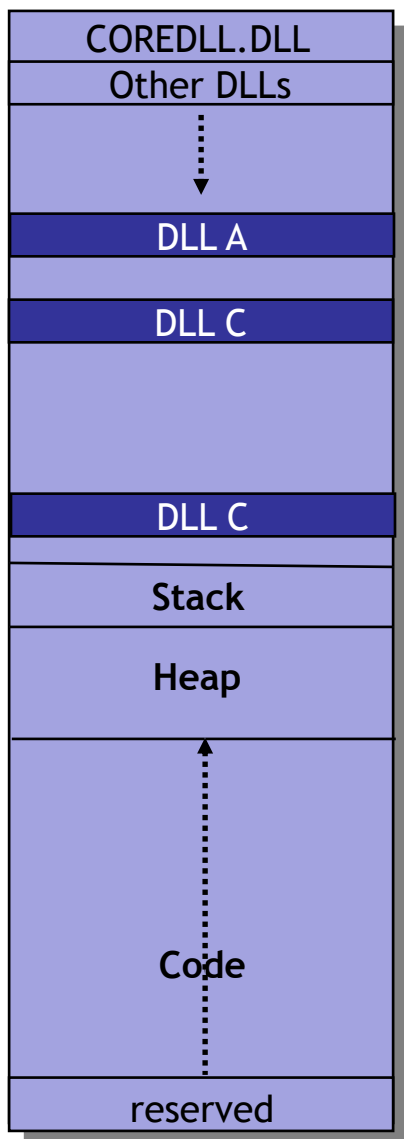 COREDLL.DLL
Other DLLs
DLL A
DLL C
DLL C
Stack
Heap
Code
reserved